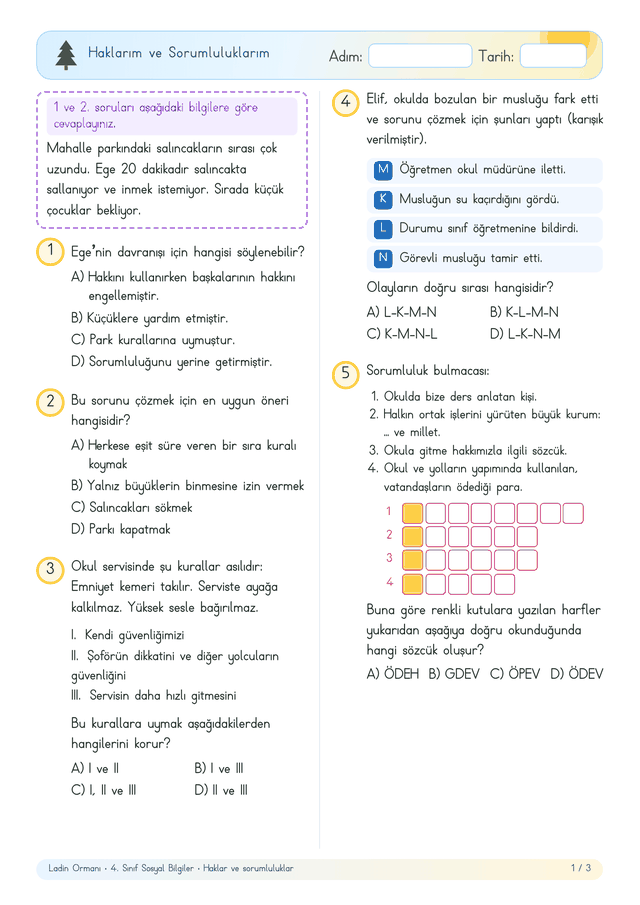 Haklarım ve Sorumluluklarım
Adım:
Tarih:
1 ve 2. soruları aşağıdaki bilgilere göre
cevaplayınız.
Mahalle parkındaki salıncakların sırası çok
uzundu. Ege 20 dakikadır salıncakta
sallanıyor ve inmek istemiyor. Sırada küçük
çocuklar bekliyor.
1 Ege'nin davranışı için hangisi söylenebilir?
A) Hakkını kullanırken başkalarının hakkını
engellemiştir.
B) Küçüklere yardım etmiştir.
C) Park kurallarına uymuştur.
D) Sorumluluğunu yerine getirmiştir.
2 Bu sorunu çözmek için en uygun öneri
hangisidir?
A) Herkese eşit süre veren bir sıra kuralı
koymak
B) Yalnız büyüklerin binmesine izin vermek
C) Salıncakları sökmek
D) Parkı kapatmak
3 Okul servisinde şu kurallar asılıdır:
Emniyet kemeri takılır. Serviste ayağa
kalkılmaz. Yüksek sesle bağırılmaz.
I. Kendi güvenliğimizi
II. Şoförün dikkatini ve diğer yolcuların
güvenliğini
III. Servisin daha hızlı gitmesini
Bu kurallara uymak aşağıdakilerden
hangilerini korur?
A) I ve II
B) I ve III
C) I, II ve III
D) II ve III
4 Elif, okulda bozulan bir musluğu fark etti
ve sorunu çözmek için şunları yaptı (karışık
verilmiştir).
M Öğretmen okul müdürüne iletti.
K Musluğun su kaçırdığını gördü.
L Durumu sınıf öğretmenine bildirdi.
N Görevli musluğu tamir etti.
Olayların doğru sırası hangisidir?
A) L-K-M-N
B) K-L-M-N
C) K-M-N-L
D) L-K-N-M
5 Sorumluluk bulmacası:
1. Okulda bize ders anlatan kişi.
2. Halkın ortak işlerini yürüten büyük kurum:
… ve millet.
3. Okula gitme hakkımızla ilgili sözcük.
4. Okul ve yolların yapımında kullanılan,
vatandaşların ödediği para.
1
2
3
4
Buna göre renkli kutulara yazılan harfler
yukarıdan aşağıya doğru okunduğunda
hangi sözcük oluşur?
A) ÖDEH B) GDEV C) ÖPEV D) ÖDEV
Ladin Ormanı • 4. Sınıf Sosyal Bilgiler • Haklar ve sorumluluklar
1 / 3